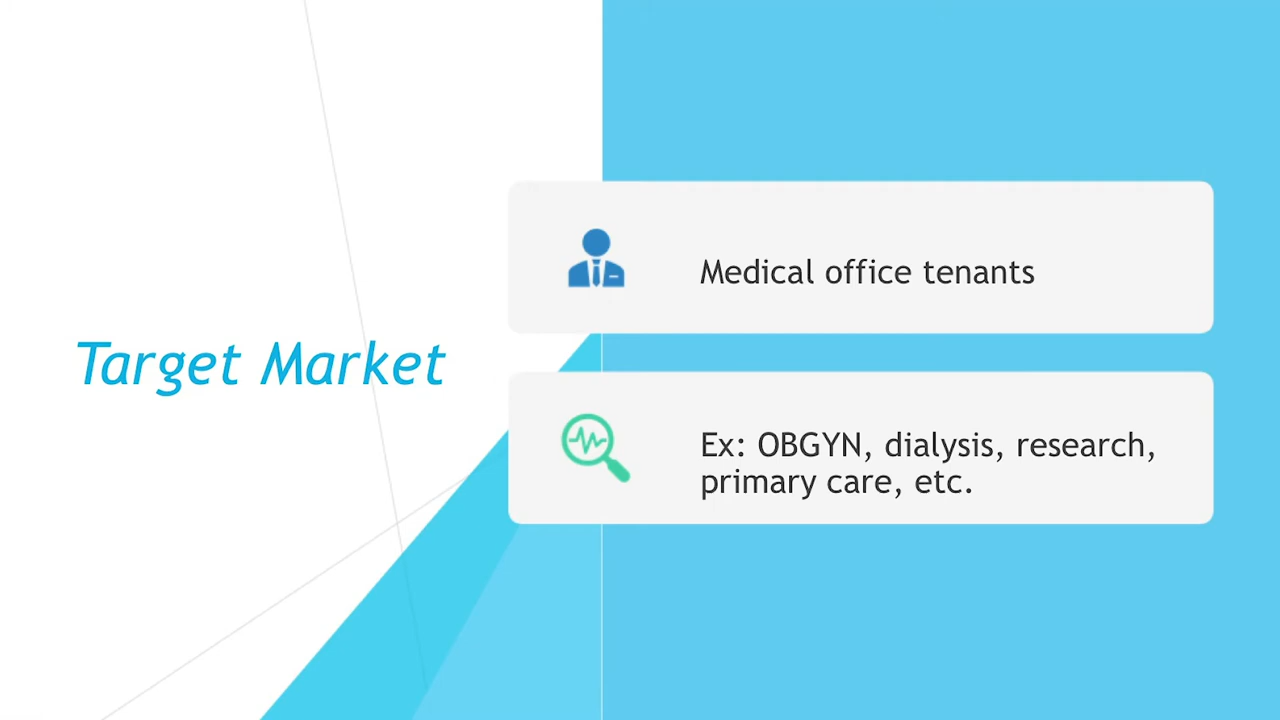 Target Market
Medical office tenants
Ex: OBGYN, dialysis, research,
primary care, etc.